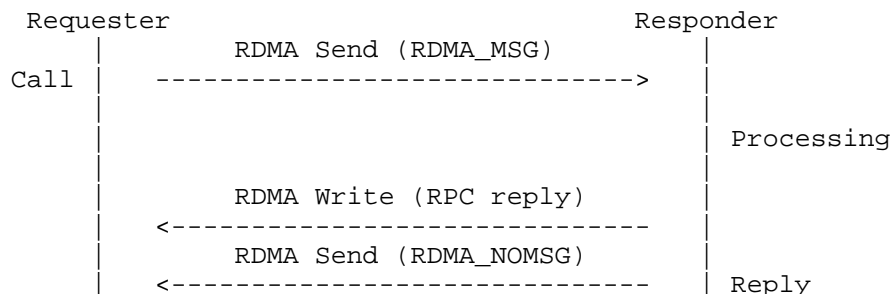 Requester Responder
RDMA Send (RDMA_MSG)
Call ------------------------------>
Processing
RDMA Write (RPC reply)
<------------------------------
RDMA Send (RDMA_NOMSG)
<------------------------------ Reply